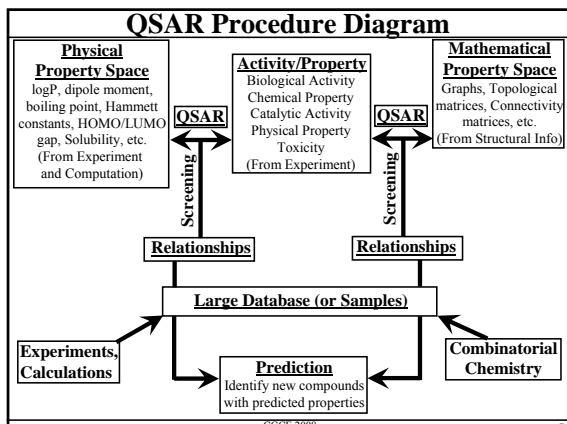 QSAR Procedure Diagram
Physical
Property Space
logP, dipole moment,
boiling point, Hammett
constants, HOMO/LUMO
gap, Solubility, etc.
(From Experiment
and Computation)
QSAR
Activity/Property
Biological Activity
Chemical Property
Catalytic Activity
Physical Property
Toxicity
(From Experiment)
QSAR
Mathematical
Property Space
Graphs, Topological
matrices, Connectivity
matrices, etc.
(From Structural Info)
Screening
Screening
Relationships
Relationships
Large Database (or Samples)
Experiments,
Calculations
Prediction
Identify new compounds
with predicted properties
Combinatorial
Chemistry